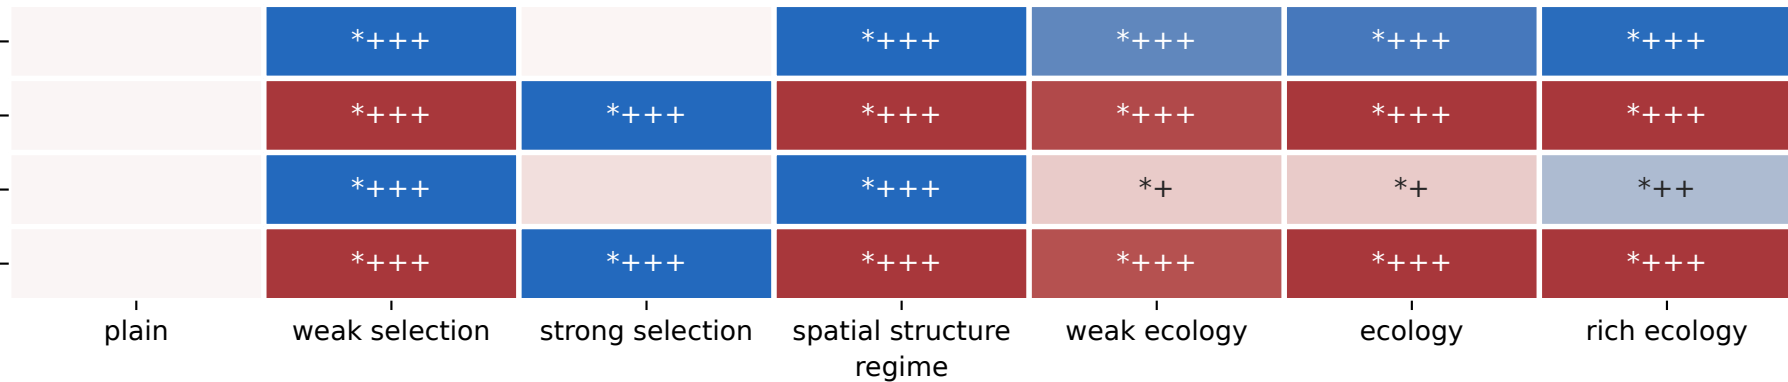 *+++ *+++ *+++ *+++ *+++
*+++ *+++ *+++ *+++ *+++ *+++
*+++ *+++ *+ *+ *++
*+++ *+++ *+++ *+++ *+++ *+++
plain weak selection strong selection spatial structure weak ecology ecology rich ecology
regime